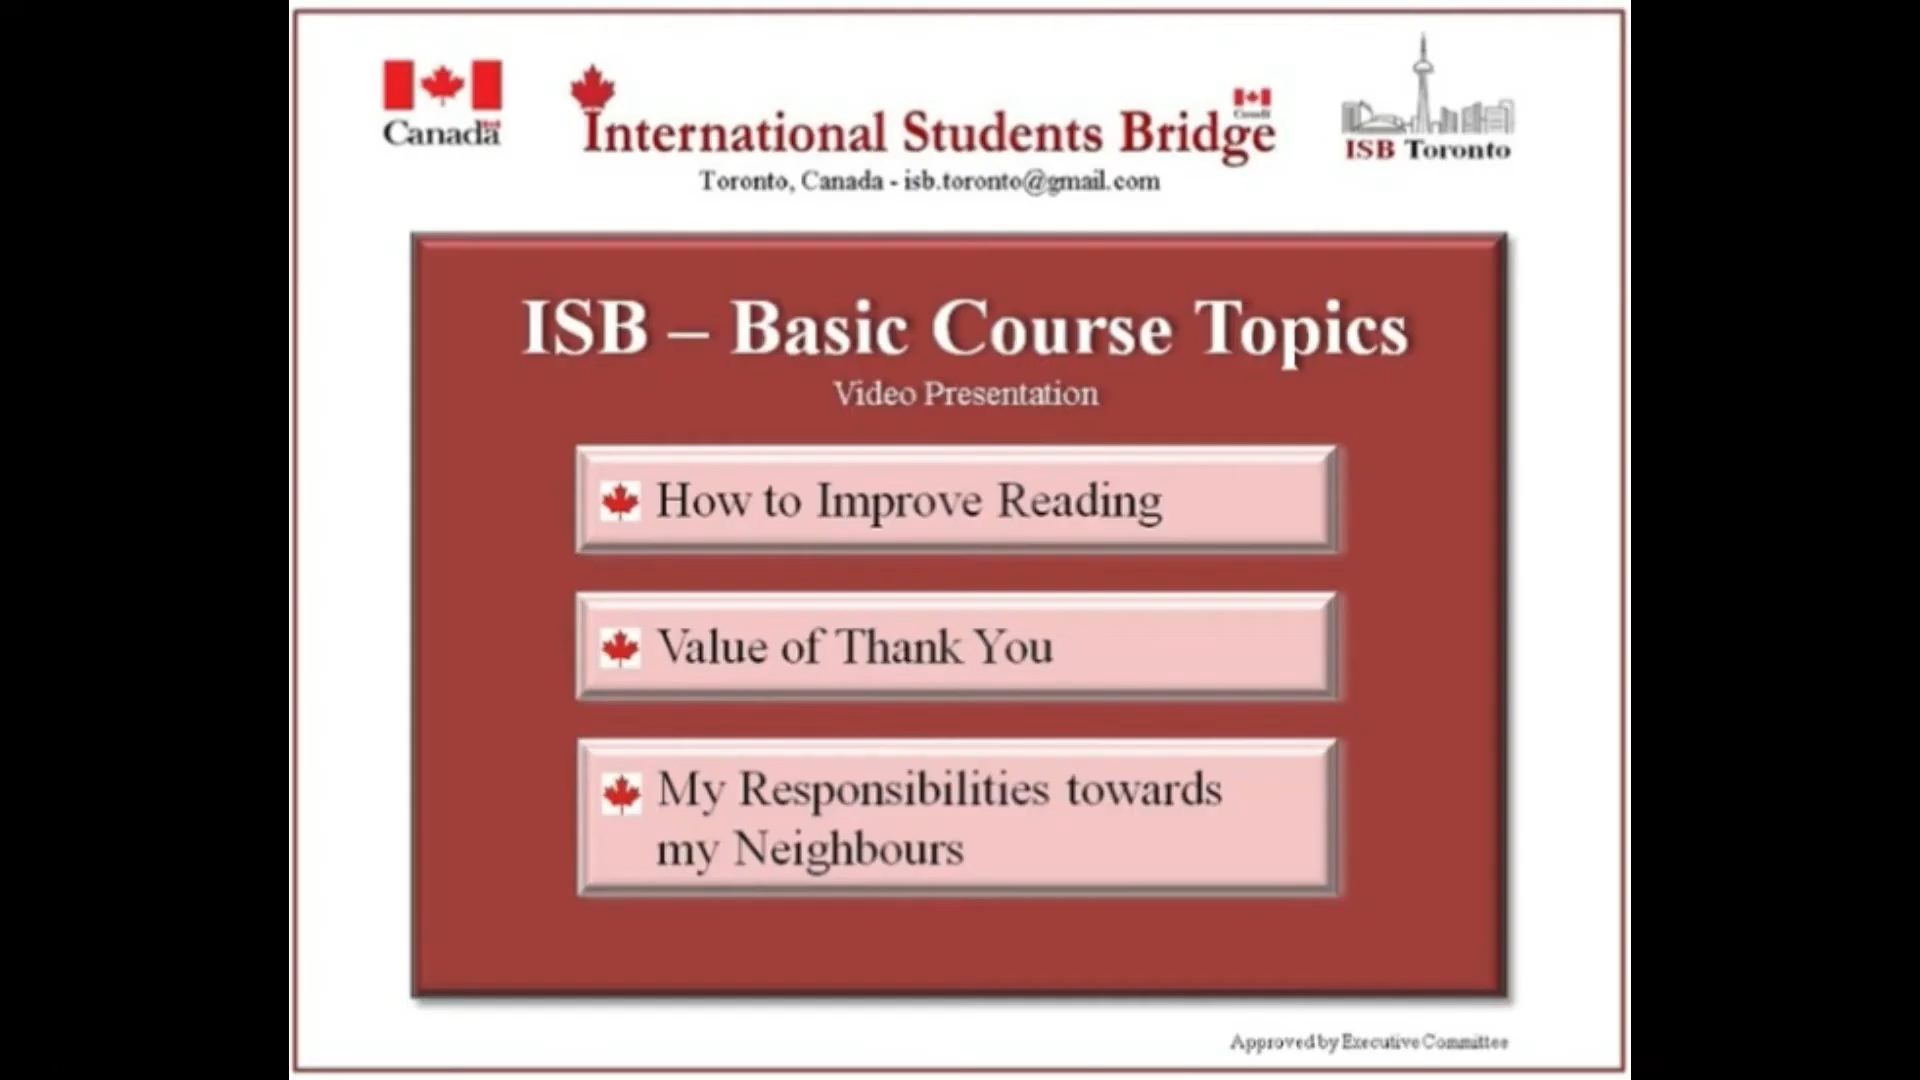 Canada
International Students Bridge
Toronto, Canada - isb.toronto@gmail.com
ISB Toronto
ISB – Basic Course Topics
Video Presentation
How to Improve Reading
Value of Thank You
My Responsibilities towards
my Neighbours
Approved by Executive Committee